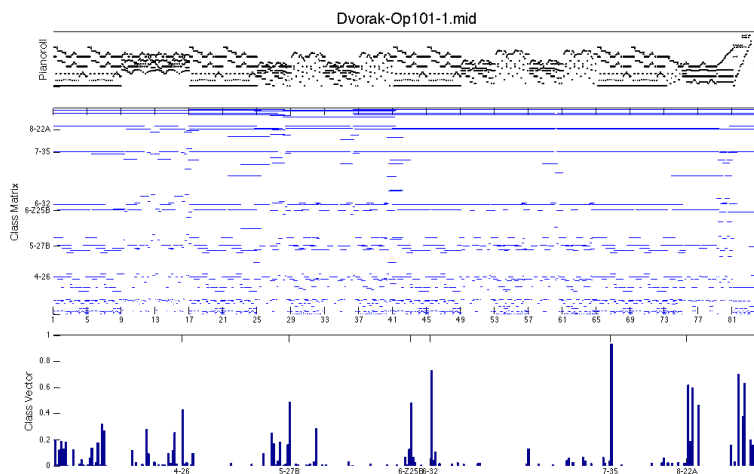 Dvorak-Op101-1.mid
Pianoroll
Class Matrix
8-22A
7-35
6-32
6-Z25B
5-27B
4-26
1 5 9 13 17 21 25 29 33 37 41 45 49 53 57 61 65 69 73 77 81
Class Vector
1
0.8
0.6
0.4
0.2
0
4-26 5-27B 6-Z25B 6-32 7-35 8-22A